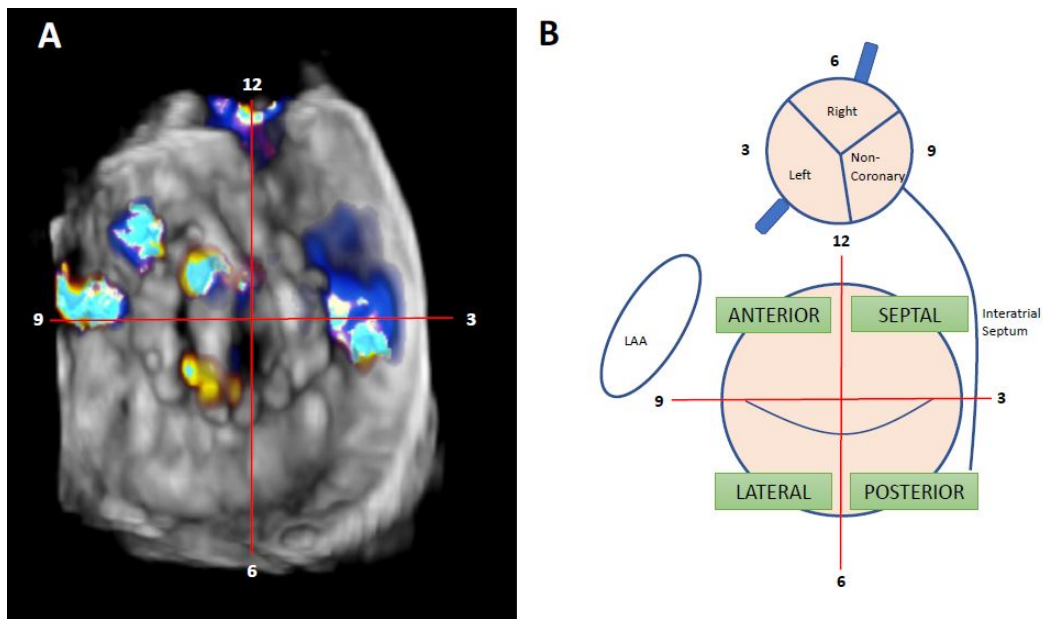 A
12
9
3
6
B
6
Right
3
9
Left
Non-
Coronary
12
ANTERIOR
SEPTAL
Interatrial
Septum
LAA
9
3
LATERAL
POSTERIOR
6